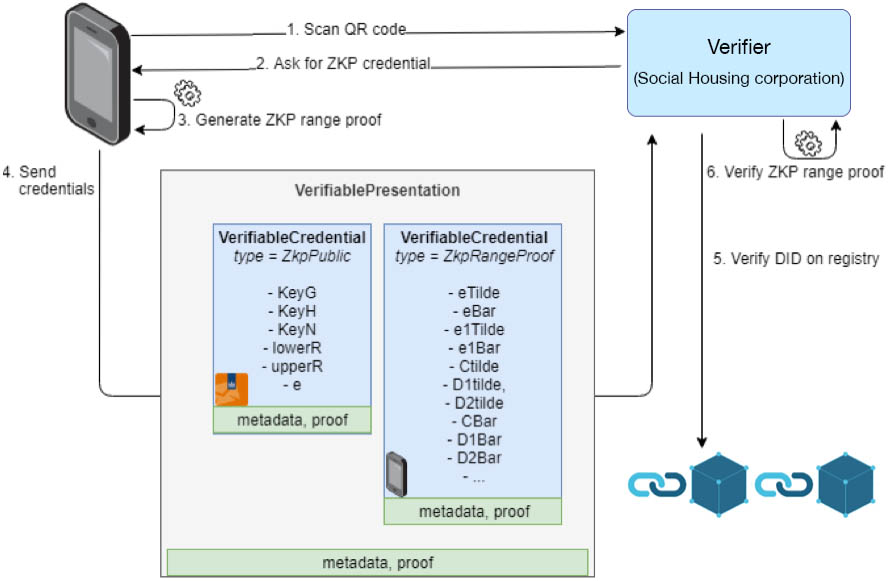 1. Scan QR code
Verifier
(Social Housing corporation)
2. Ask for ZKP credential
3. Generate ZKP range proof
4. Send
credentials
6. Verify ZKP range proof
VerifiablePresentation
VerifiableCredential
type = ZkpPublic
- KeyG
- KeyH
- KeyN
- lowerR
- upperR
- e
metadata, proof
VerifiableCredential
type = ZkpRangeProof
- eTilde
- eBar
- e1Tilde
- e1Bar
- Ctilde
- D1tilde,
- D2tilde
- CBar
- D1Bar
- D2Bar
- ...
metadata, proof
metadata, proof
5. Verify DID on registry